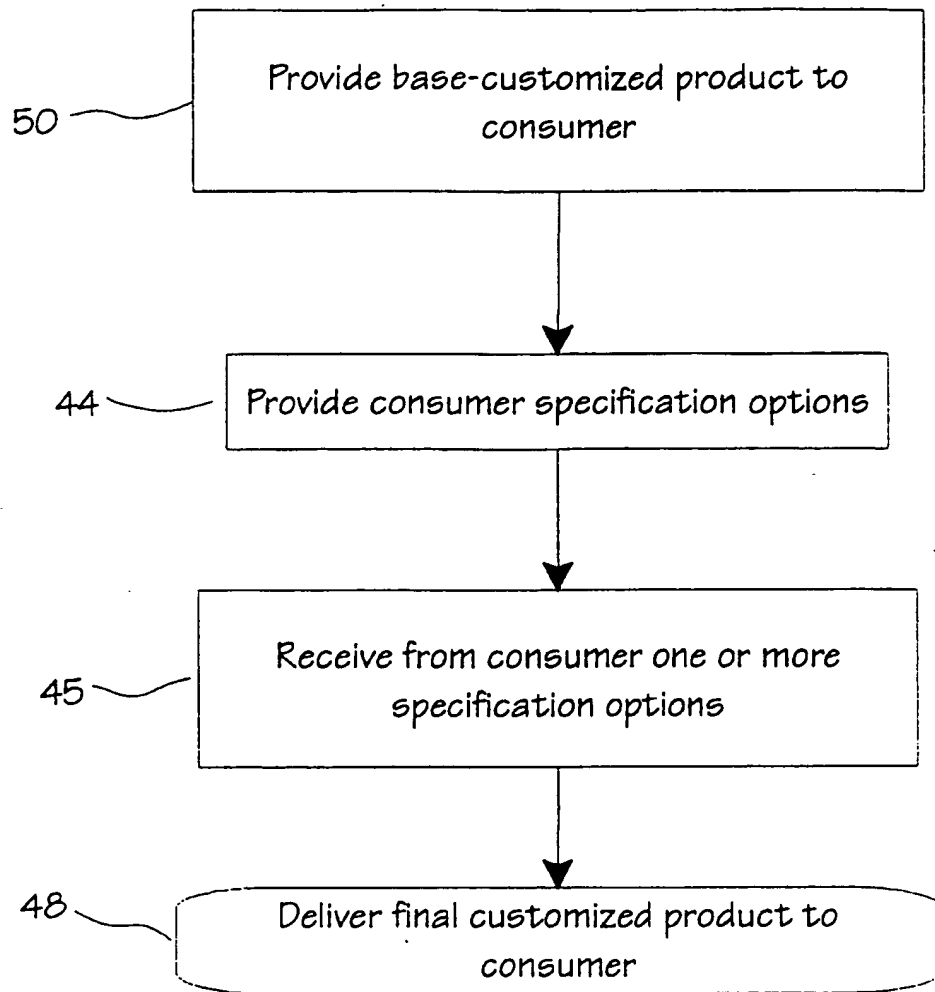 Provide base-customized product to
consumer
50
44
Provide consumer specification options
Receive from consumer one or more
specification options
45
48
Deliver final customized product to
consumer